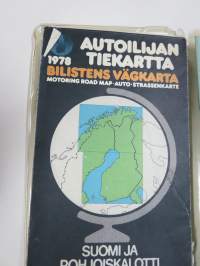 1978
AUTOILIJAN
TIEKARTTA
BILISTENS VÄGKARTA
MOTORING ROAD MAP·AUTO-STRASSENKARTE
SUOMI JA
POHJOISKALOTTI